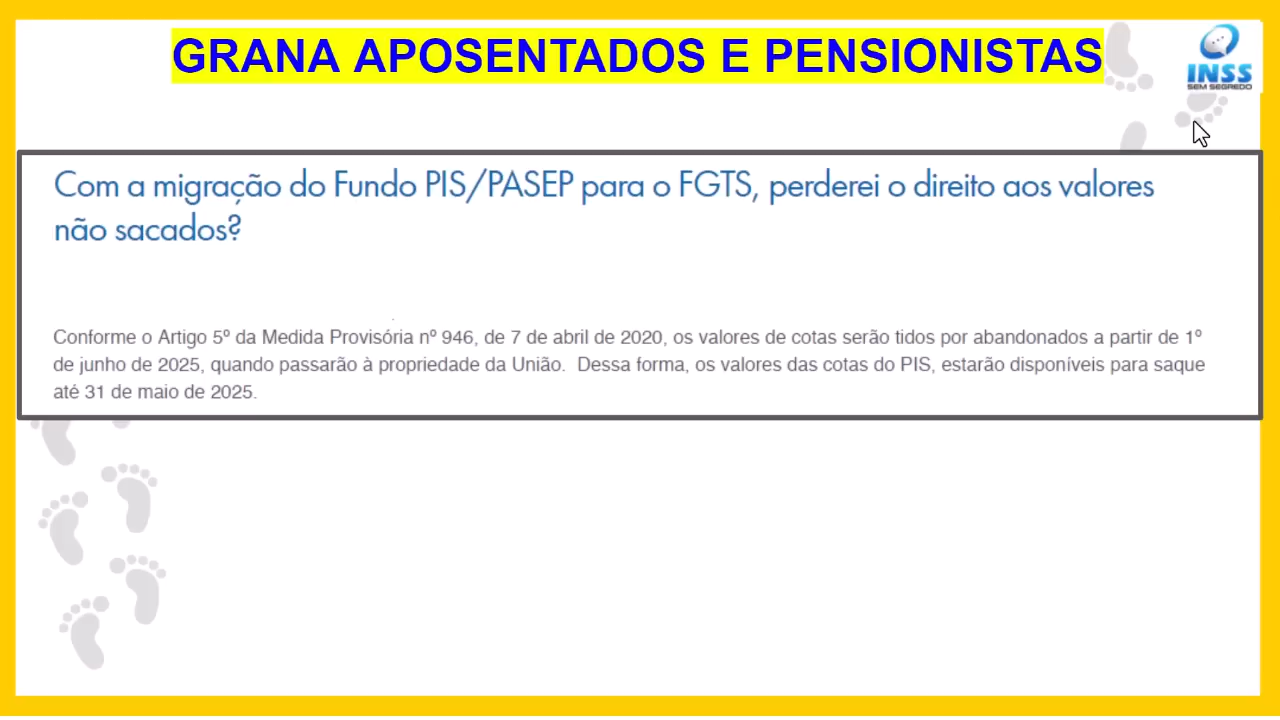 GRANA APOSENTADOS E PENSIONISTAS
INSS
SEM SEGREDO
Com a migração do Fundo PIS/PASEP para o FGTS, perderei o direito aos valores
não sacados?
Conforme o Artigo 5º da Medida Provisória nº 946, de 7 de abril de 2020, os valores de cotas serão tidos por abandonados a partir de 1º
de junho de 2025, quando passarão à propriedade da União.  Dessa forma, os valores das cotas do PIS, estarão disponíveis para saque
até 31 de maio de 2025.